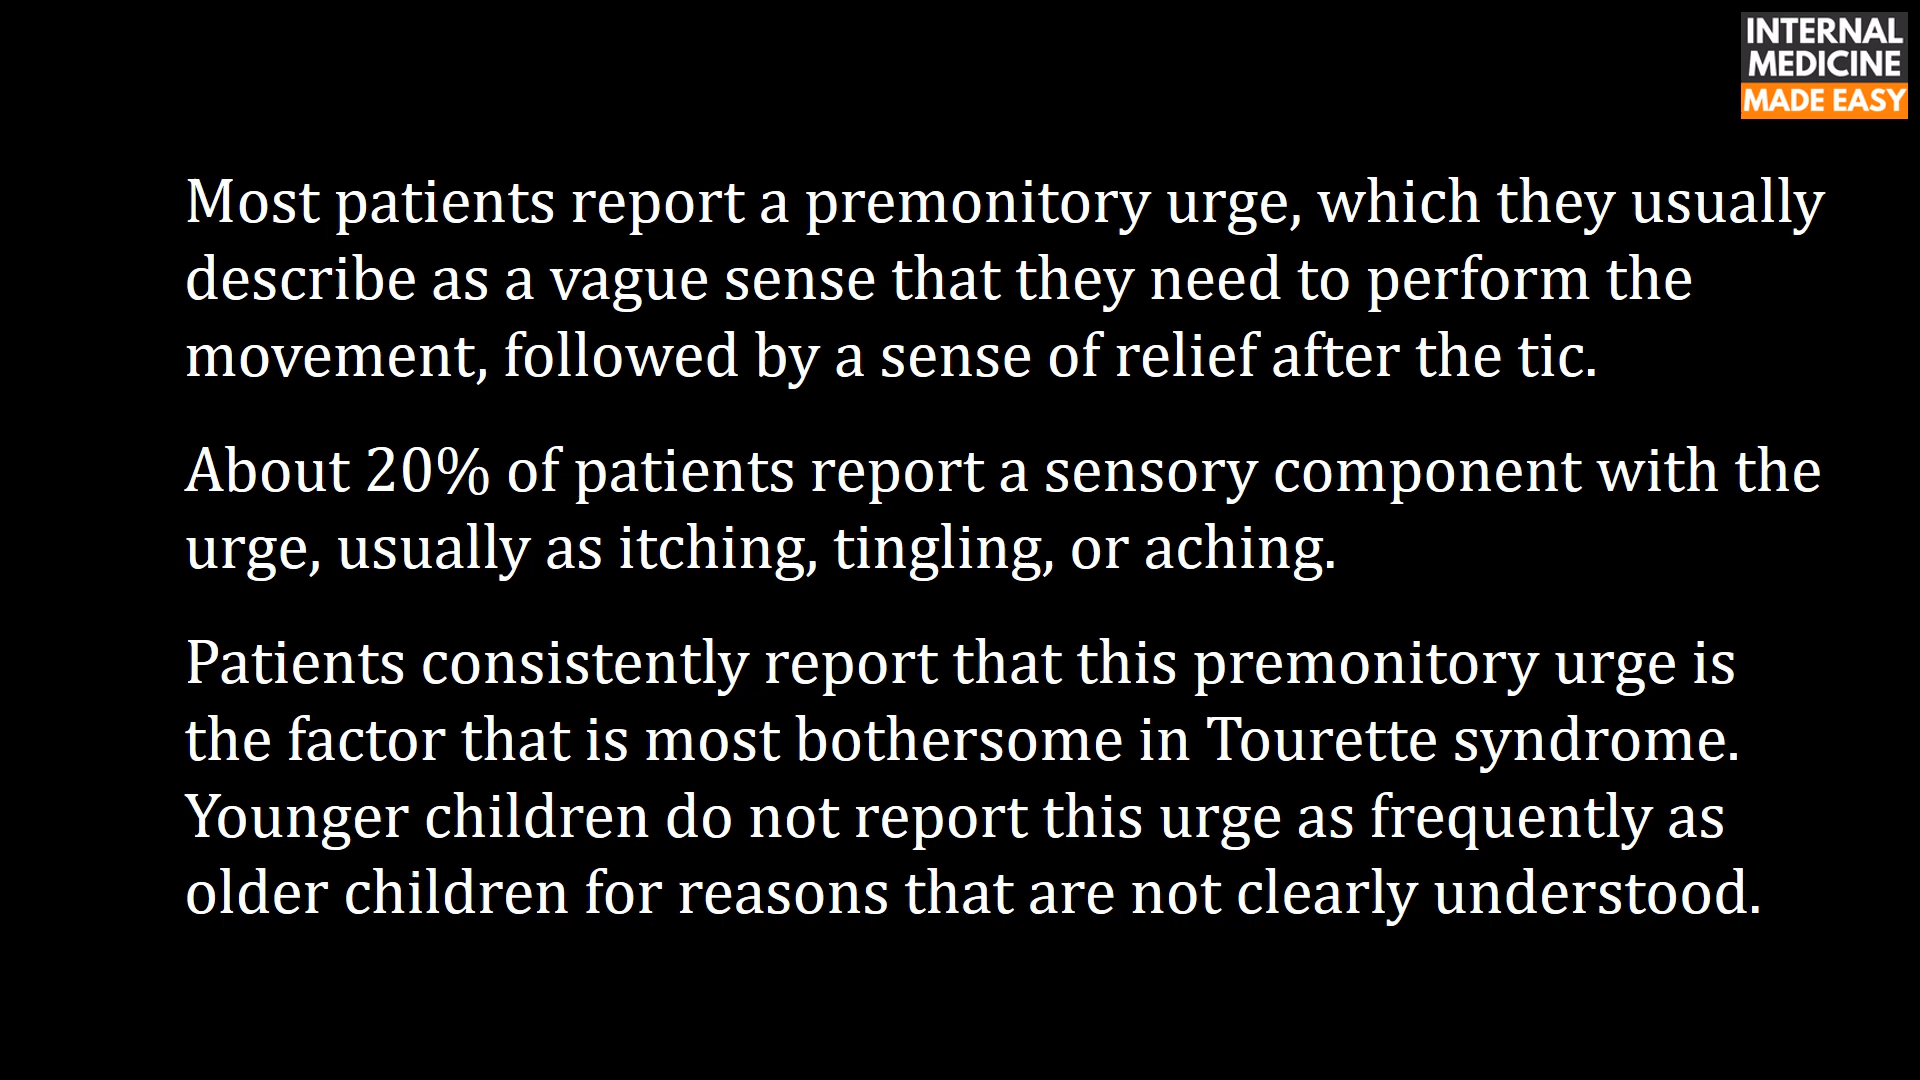 INTERNAL
MEDICINE
MADE EASY
Most patients report a premonitory urge, which they usually
describe as a vague sense that they need to perform the
movement, followed by a sense of relief after the tic.
About 20% of patients report a sensory component with the
urge, usually as itching, tingling, or aching.
Patients consistently report that this premonitory urge is
the factor that is most bothersome in Tourette syndrome.
Younger children do not report this urge as frequently as
older children for reasons that are not clearly understood.